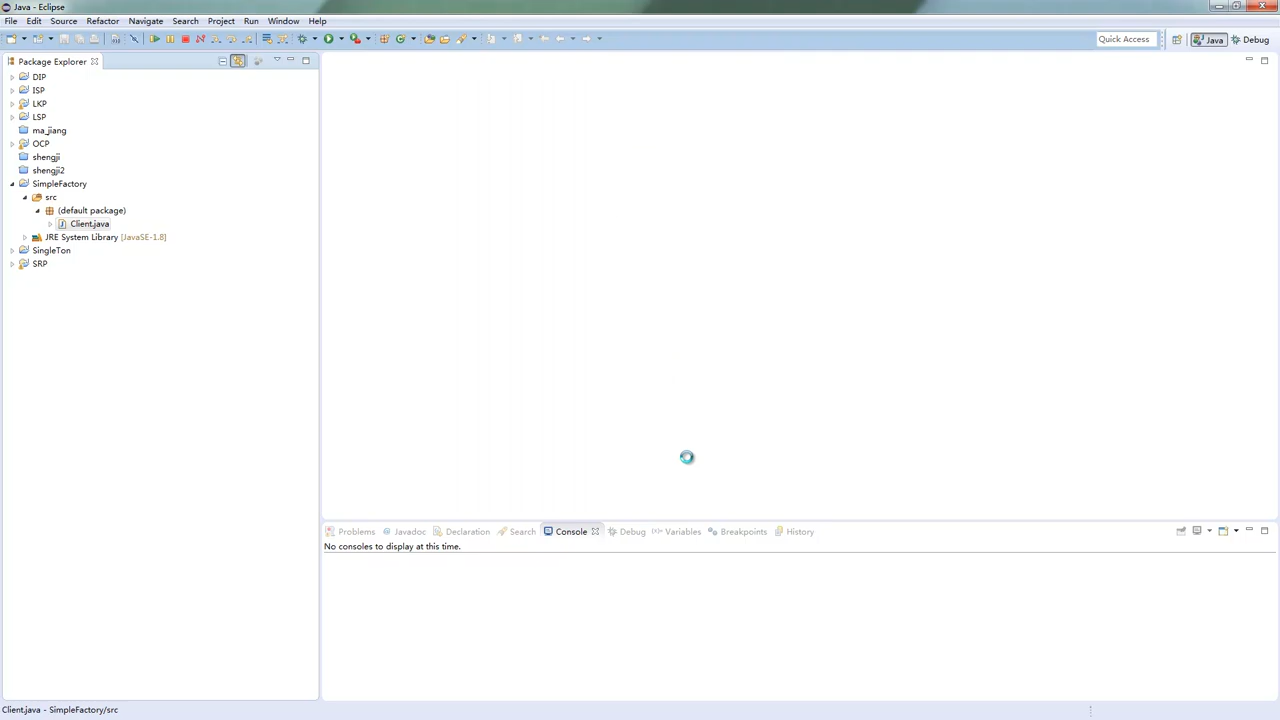 Java - Eclipse
File Edit Source Refactor Navigate Search Project Run Window Help
Quick Access Java Debug
Package Explorer
DIP
ISP
LKP
LSP
ma_jiang
OCP
shengji
shengji2
SimpleFactory
src
(default package)
Client.java
JRE System Library [JavaSE-1.8]
SingleTon
SRP
Problems Javadoc Declaration Search Console Debug Variables Breakpoints History
No consoles to display at this time.
Client.java - SimpleFactory/src